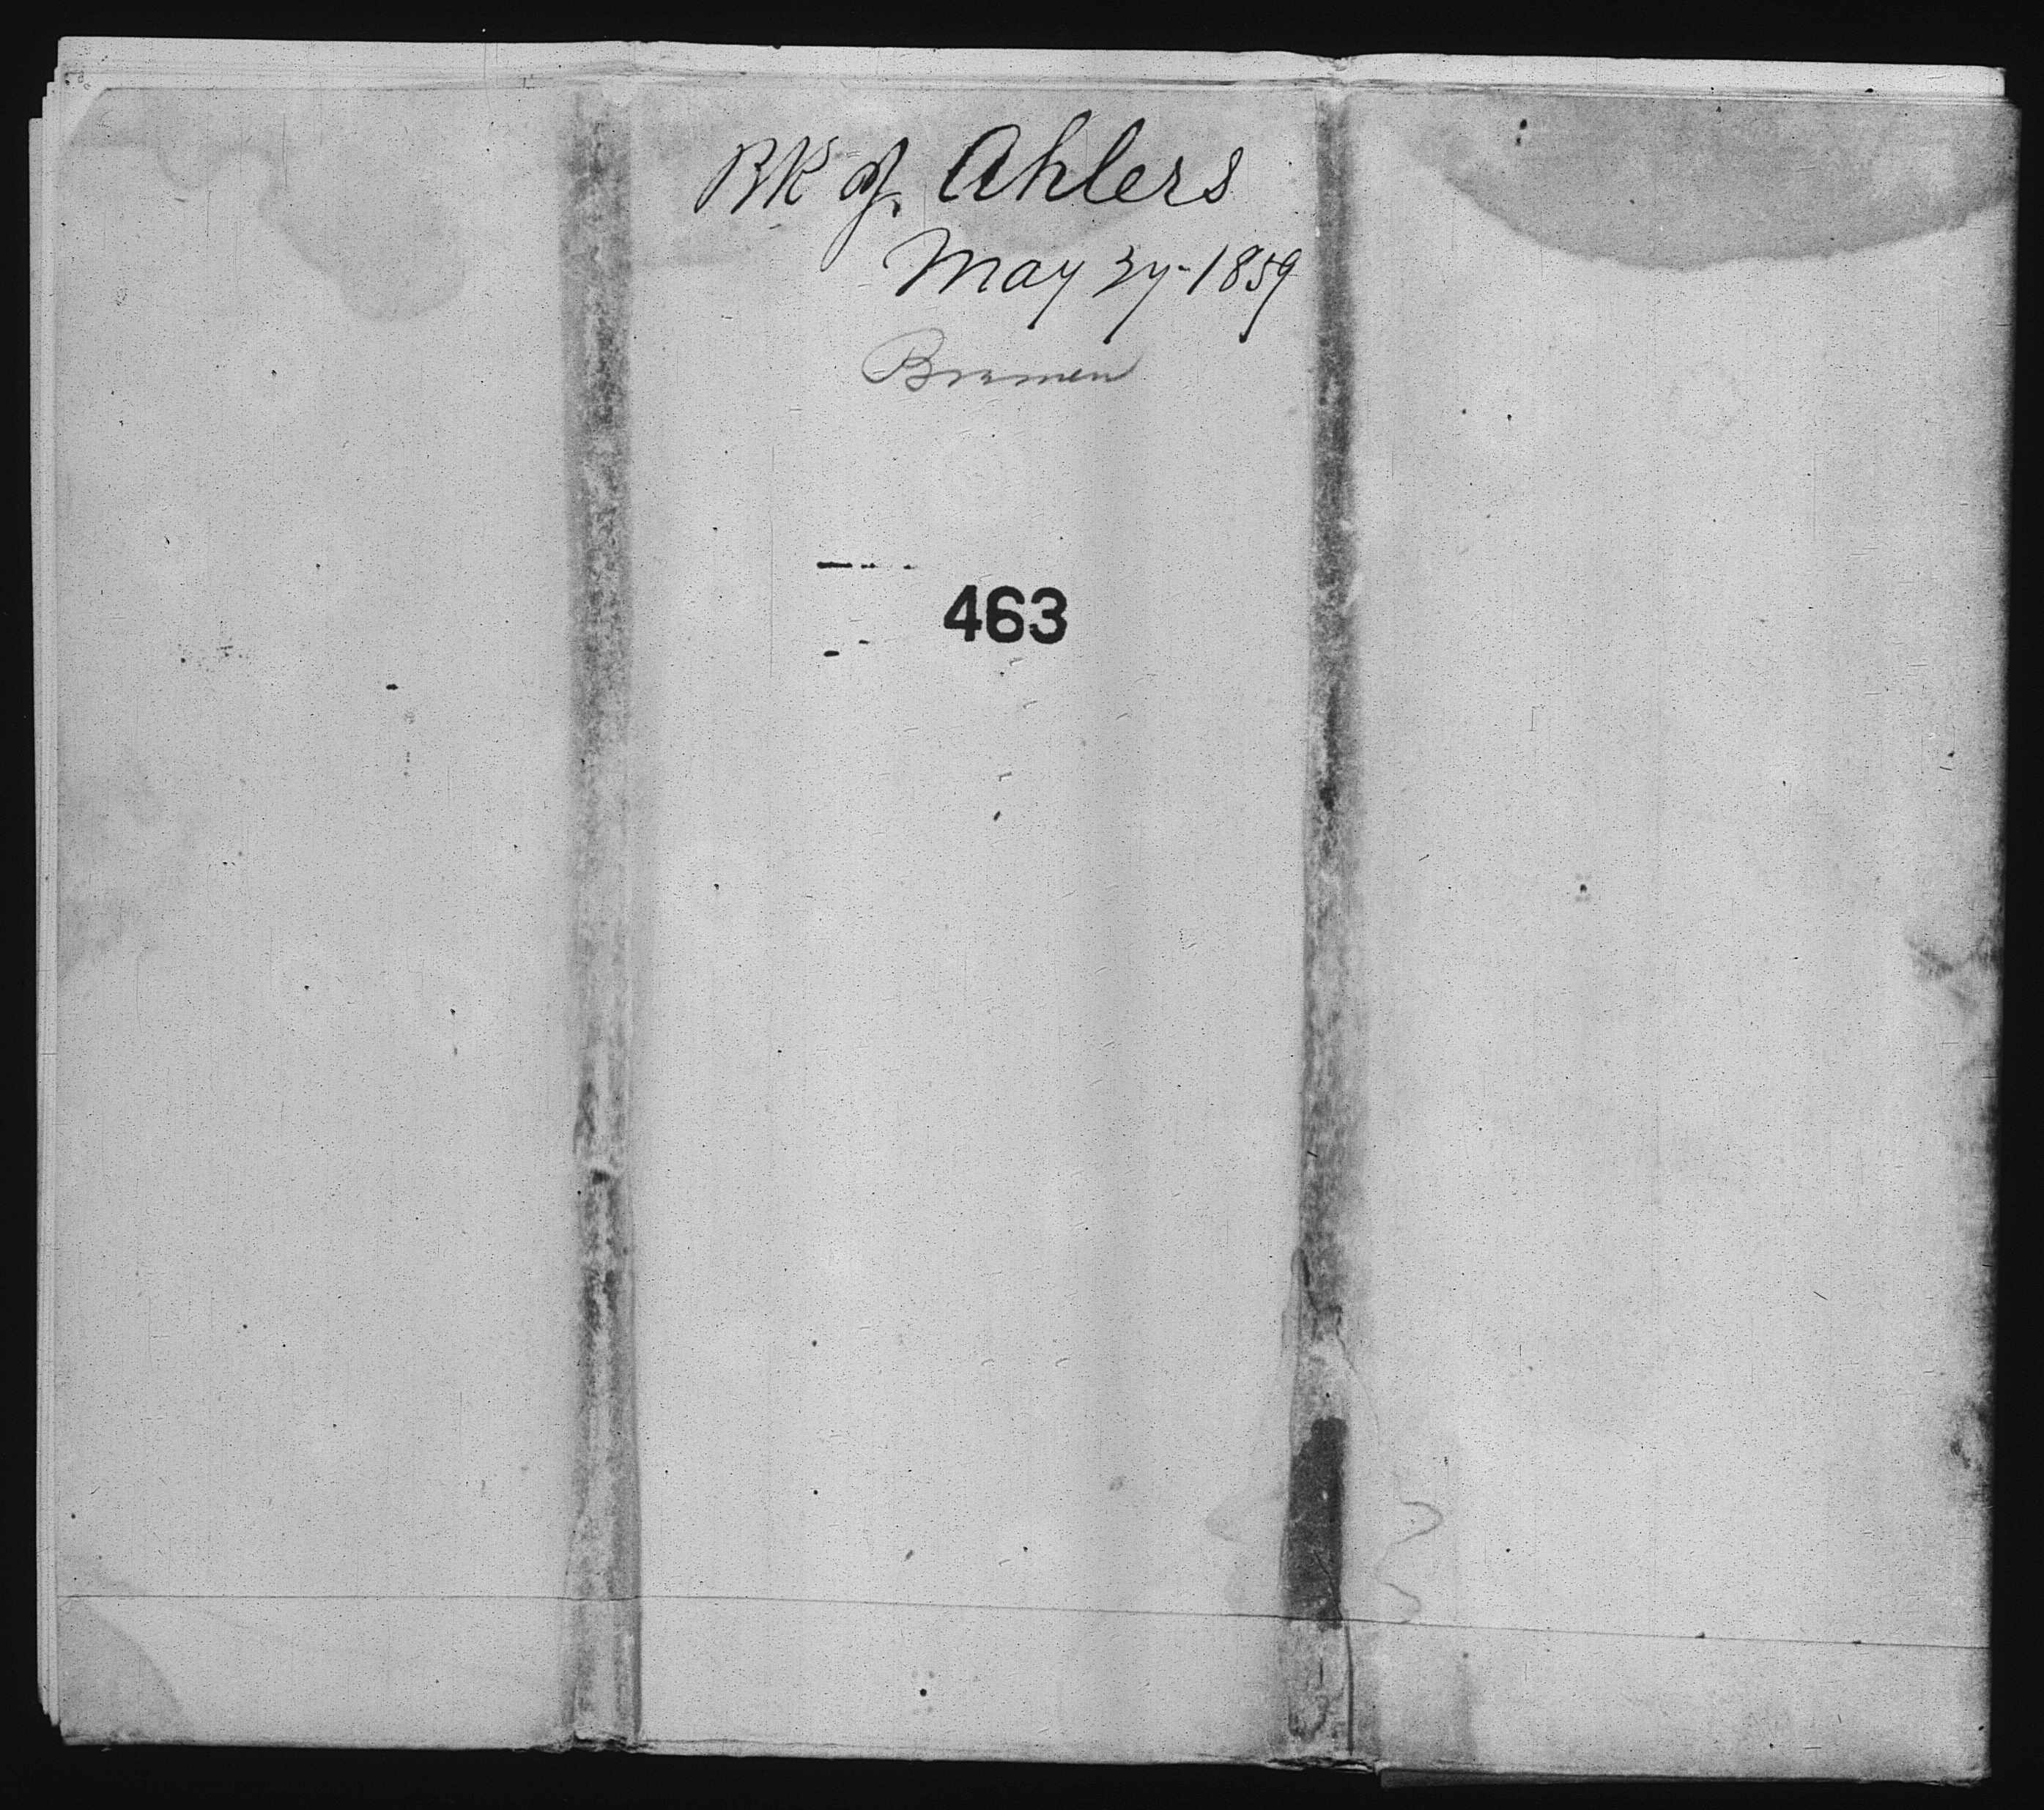 BK of. Ahlers
May 27-1859
Bremen
463